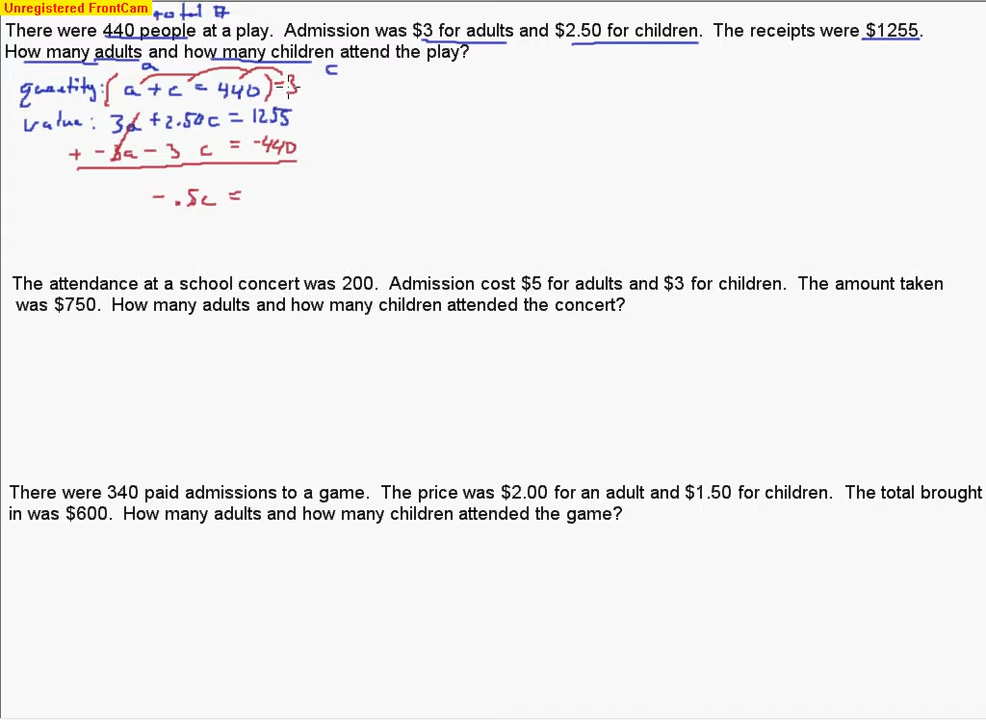 Unregistered FrontCam
total #
There were 440 people at a play. Admission was $3 for adults and $2.50 for children. The receipts were $1255.
How many adults and how many children attend the play?
a c
quantity: ( a + c = 440 ) -3
value: 3a + 2.50c = 1255
+ -3a - 3 c = -440
- .5c =
The attendance at a school concert was 200. Admission cost $5 for adults and $3 for children. The amount taken
was $750. How many adults and how many children attended the concert?
There were 340 paid admissions to a game. The price was $2.00 for an adult and $1.50 for children. The total brought
in was $600. How many adults and how many children attended the game?